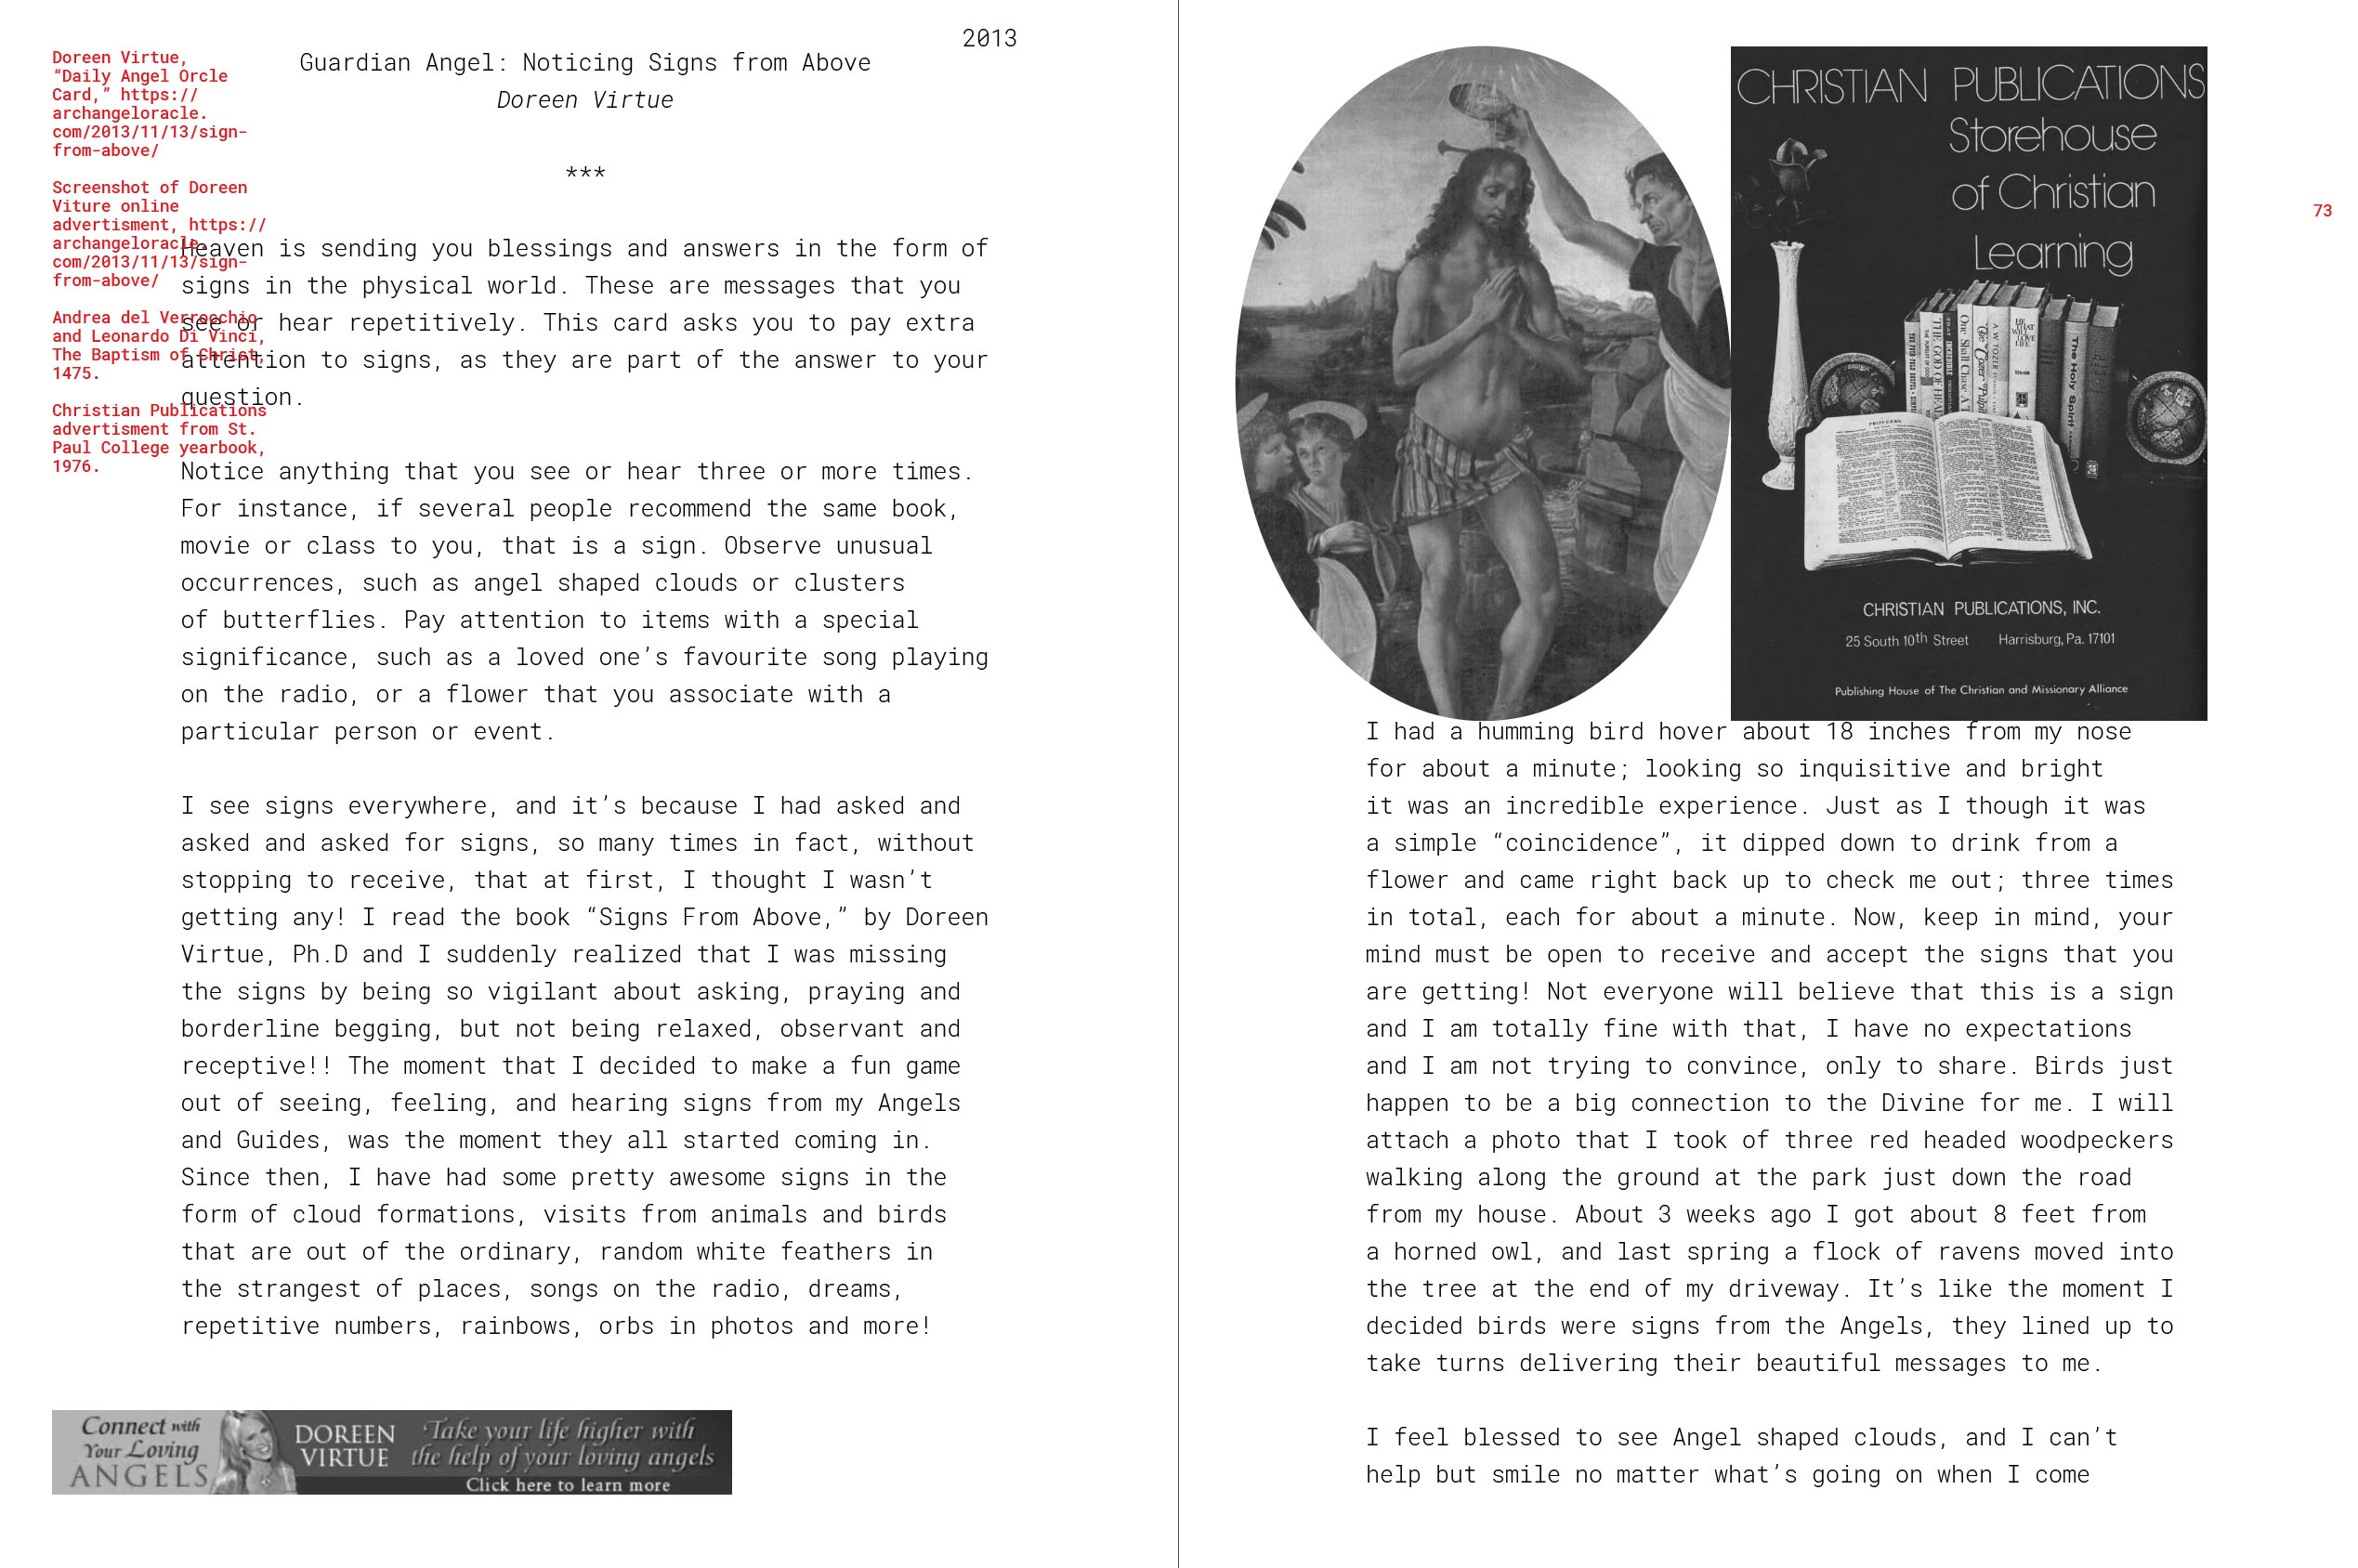 2013
Doreen Virtue,
“Daily Angel Orcle
Card,” https://
archangeloracle.
com/2013/11/13/sign-
from-above/
Screenshot of Doreen
Viture online
advertisment, https://
archangeloracle.
com/2013/11/13/sign-
from-above/
Andrea del Verrocchio
and Leonardo Di Vinci,
The Baptism of Christ,
1475.
Christian Publications
advertisment from St.
Paul College yearbook,
1976.
Guardian Angel: Noticing Signs from Above
Doreen Virtue
***
Heaven is sending you blessings and answers in the form of
signs in the physical world. These are messages that you
see or hear repetitively. This card asks you to pay extra
attention to signs, as they are part of the answer to your
question.
Notice anything that you see or hear three or more times.
For instance, if several people recommend the same book,
movie or class to you, that is a sign. Observe unusual
occurrences, such as angel shaped clouds or clusters
of butterflies. Pay attention to items with a special
significance, such as a loved one’s favourite song playing
on the radio, or a flower that you associate with a
particular person or event.
I see signs everywhere, and it’s because I had asked and
asked and asked for signs, so many times in fact, without
stopping to receive, that at first, I thought I wasn’t
getting any! I read the book “Signs From Above,” by Doreen
Virtue, Ph.D and I suddenly realized that I was missing
the signs by being so vigilant about asking, praying and
borderline begging, but not being relaxed, observant and
receptive!! The moment that I decided to make a fun game
out of seeing, feeling, and hearing signs from my Angels
and Guides, was the moment they all started coming in.
Since then, I have had some pretty awesome signs in the
form of cloud formations, visits from animals and birds
that are out of the ordinary, random white feathers in
the strangest of places, songs on the radio, dreams,
repetitive numbers, rainbows, orbs in photos and more!
Connect with
Your Loving
ANGELS
DOREEN
VIRTUE
Take your life higher with
the help of your loving angels
Click here to learn more
CHRISTIAN PUBLICATIONS
Storehouse
of Christian
Learning
The Holy Spirit
PROVERBS
CHRISTIAN PUBLICATIONS, INC.
25 South 10th Street Harrisburg, Pa. 17101
Publishing House of The Christian and Missionary Alliance
73
I had a humming bird hover about 18 inches from my nose
for about a minute; looking so inquisitive and bright
it was an incredible experience. Just as I though it was
a simple “coincidence”, it dipped down to drink from a
flower and came right back up to check me out; three times
in total, each for about a minute. Now, keep in mind, your
mind must be open to receive and accept the signs that you
are getting! Not everyone will believe that this is a sign
and I am totally fine with that, I have no expectations
and I am not trying to convince, only to share. Birds just
happen to be a big connection to the Divine for me. I will
attach a photo that I took of three red headed woodpeckers
walking along the ground at the park just down the road
from my house. About 3 weeks ago I got about 8 feet from
a horned owl, and last spring a flock of ravens moved into
the tree at the end of my driveway. It’s like the moment I
decided birds were signs from the Angels, they lined up to
take turns delivering their beautiful messages to me.
I feel blessed to see Angel shaped clouds, and I can’t
help but smile no matter what’s going on when I come